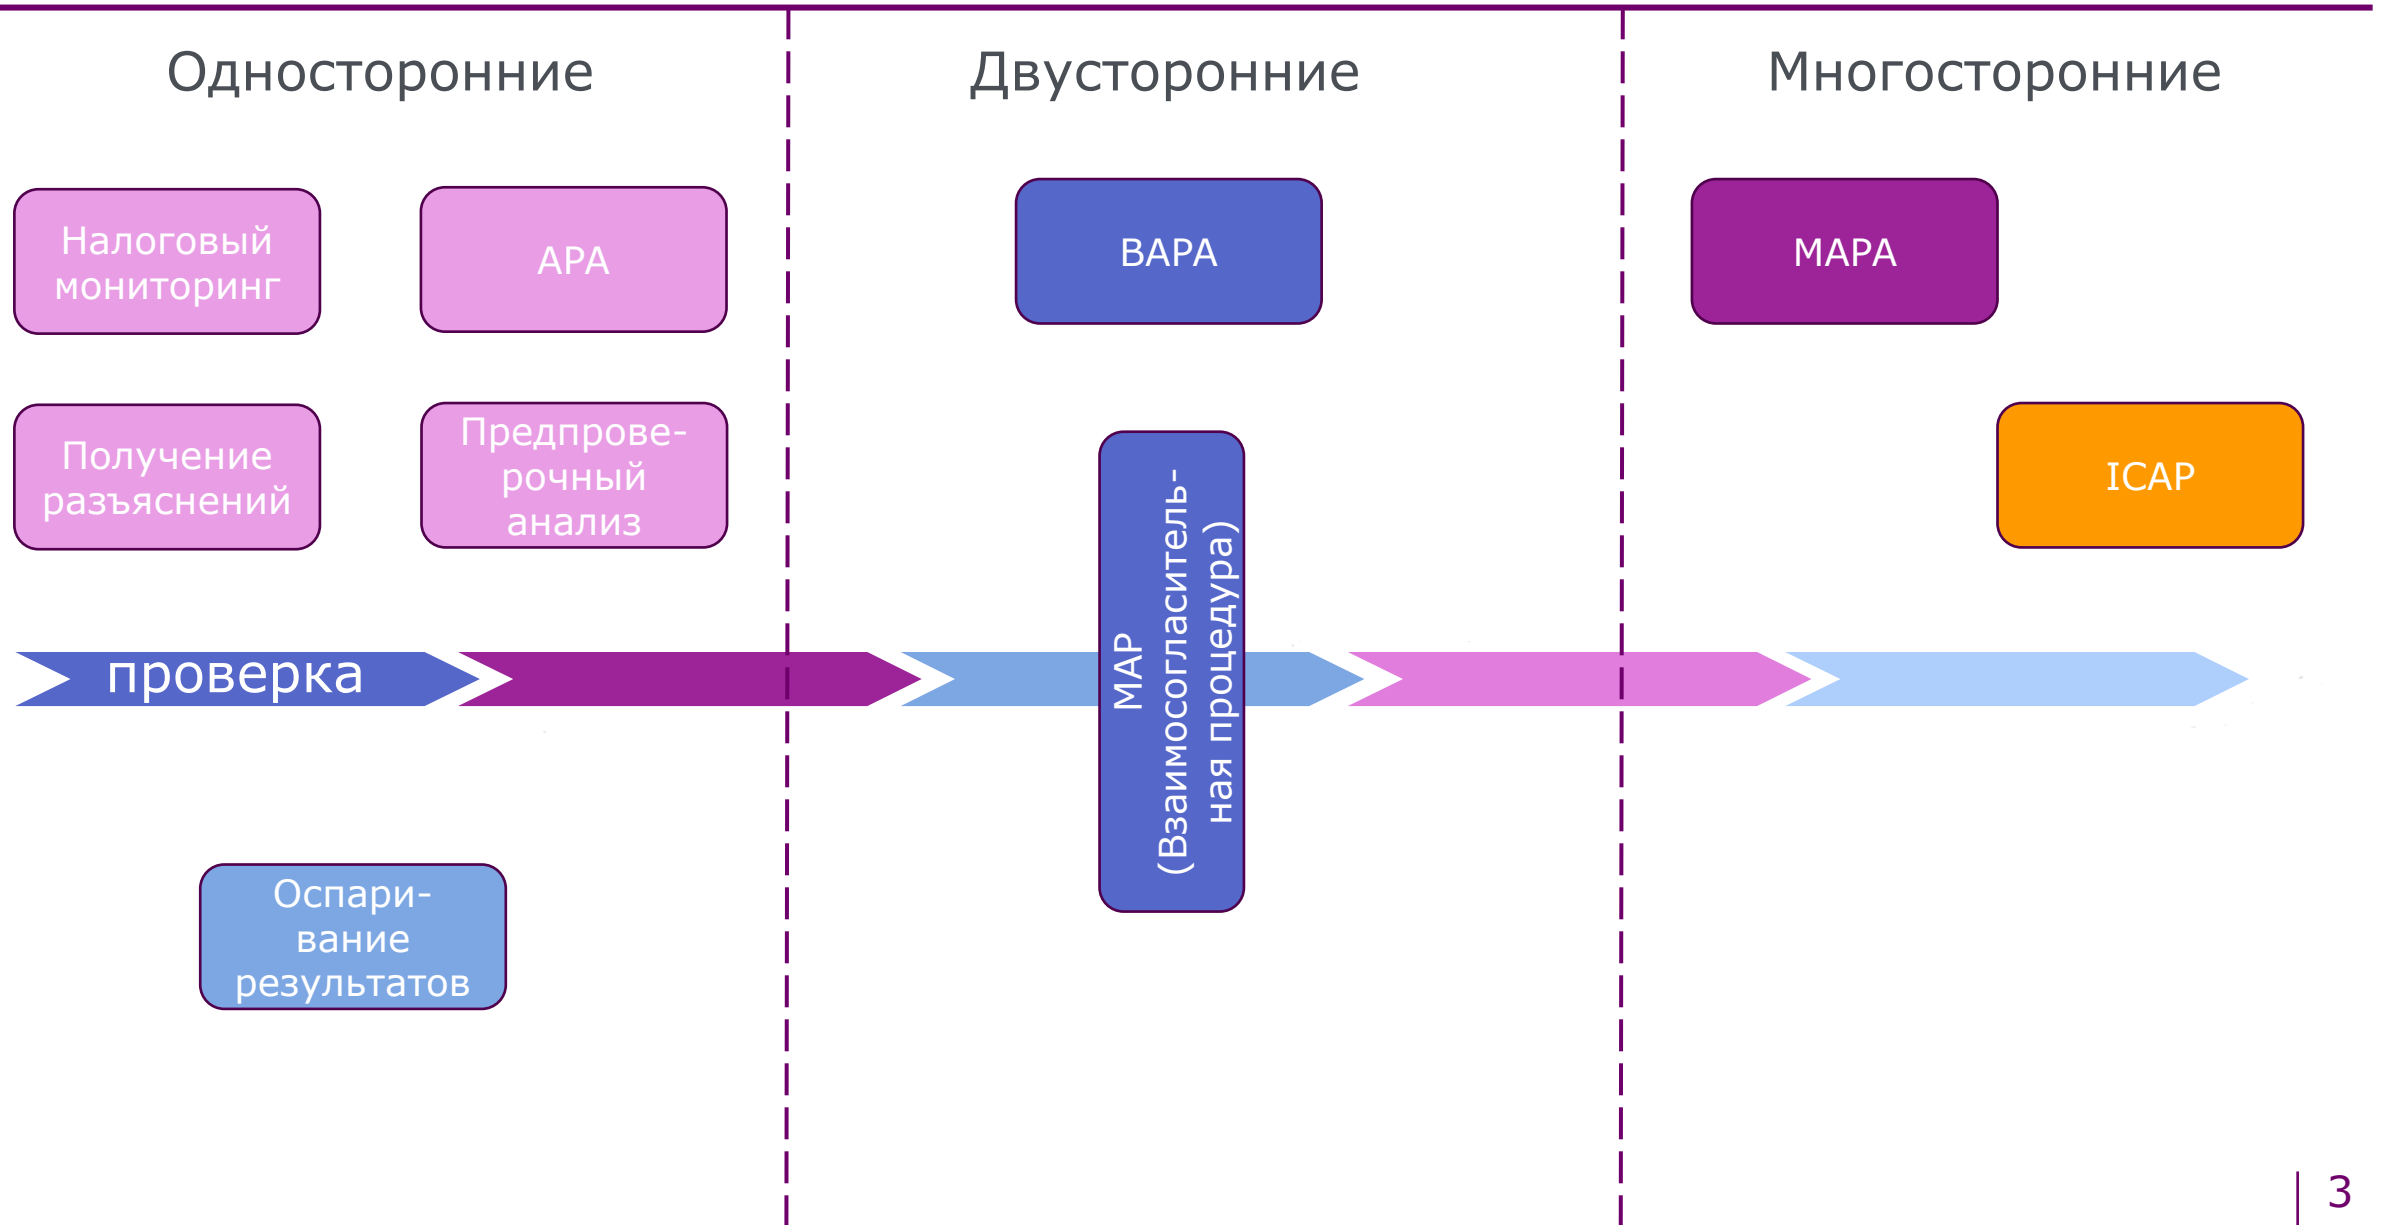 Односторонние
Двусторонние
Многосторонние
Налоговый
мониторинг
APA
BAPA
MAPA
Получение
разъяснений
Предпрове-
рочный
анализ
ICAP
MAP
(Взаимосогласитель-
ная процедура)
проверка
Оспари-
вание
результатов
3